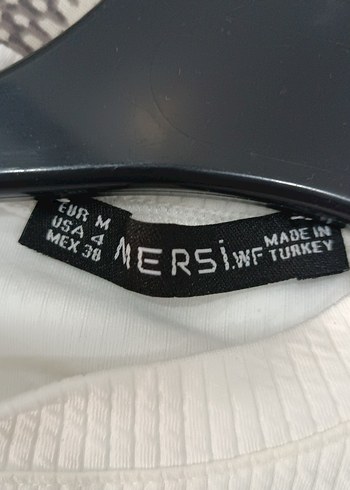 EUR M
USA 4
MEX 38
NERSİ.WF
MADE IN
TURKEY